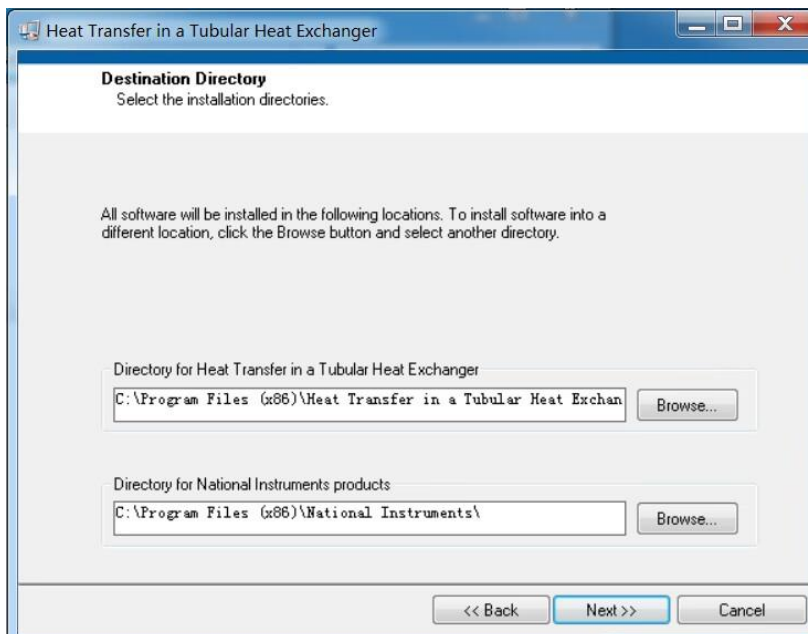 Heat Transfer in a Tubular Heat Exchanger
Destination Directory
Select the installation directories.
All software will be installed in the following locations. To install software into a
different location, click the Browse button and select another directory.
Directory for Heat Transfer in a Tubular Heat Exchanger
C:\Program Files (x86)\Heat Transfer in a Tubular Heat Exchan
Browse...
Directory for National Instruments products
C:\Program Files (x86)\National Instruments\
Browse...
<< Back
Next >>
Cancel